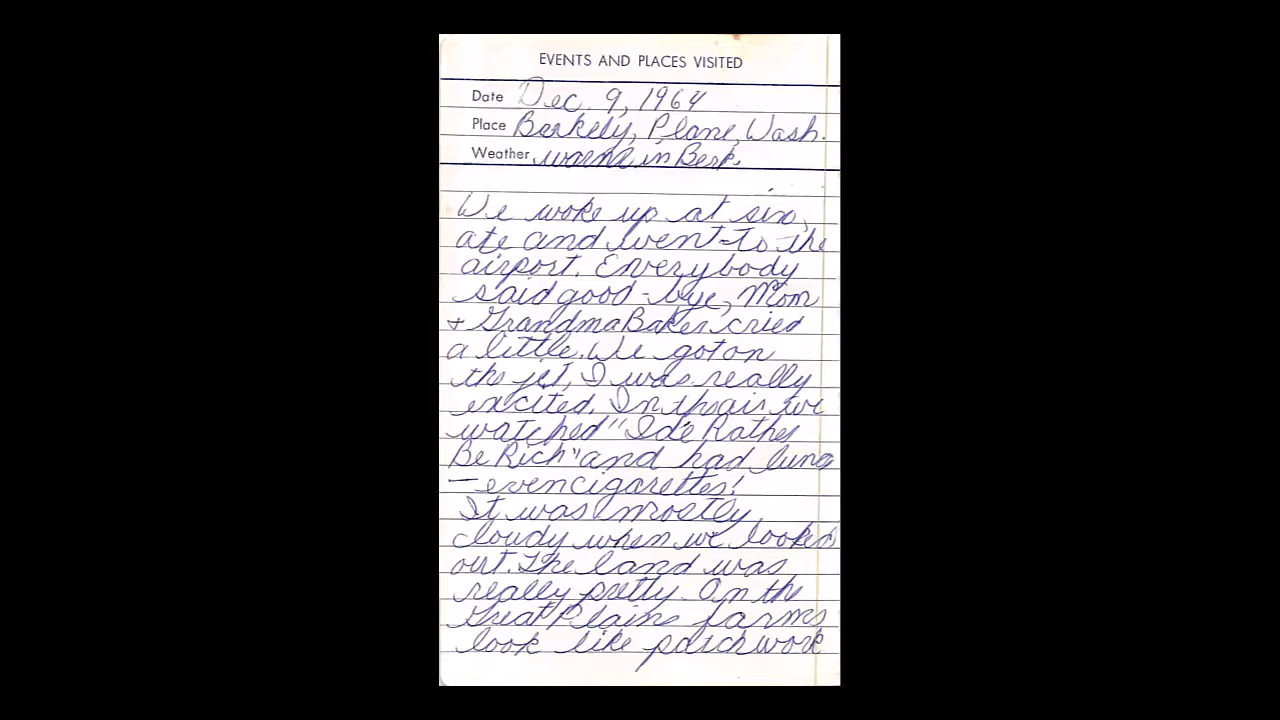 EVENTS AND PLACES VISITED
Date Dec. 9, 1964
Place Berkely, Plane, Wash.
Weather warm in Berk.
We woke up at six,
ate and went to the
airport. Everybody
said good-bye, Mom
+ Grandma Baker cried
a little. We got on
the jet, I was really
excited. In the air we
watched "I'de Rather
Be Rich" and had lunch
— even cigarettes!
It was mostly
cloudy when we looked
out. The land was
really pretty. On the
Great Plains farms
look like patchwork